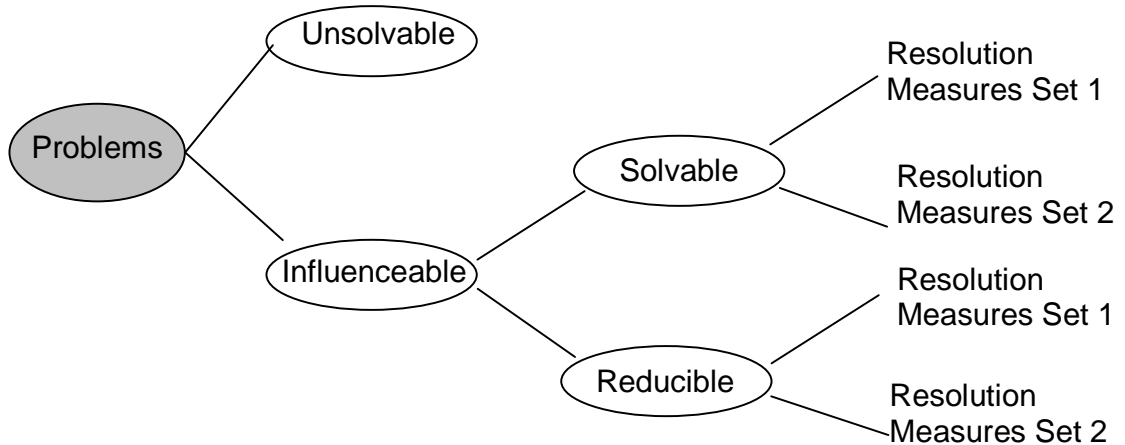 Unsolvable
Problems
Influenceable
Solvable
Reducible
Resolution
Measures Set 1
Resolution
Measures Set 2
Resolution
Measures Set 1
Resolution
Measures Set 2